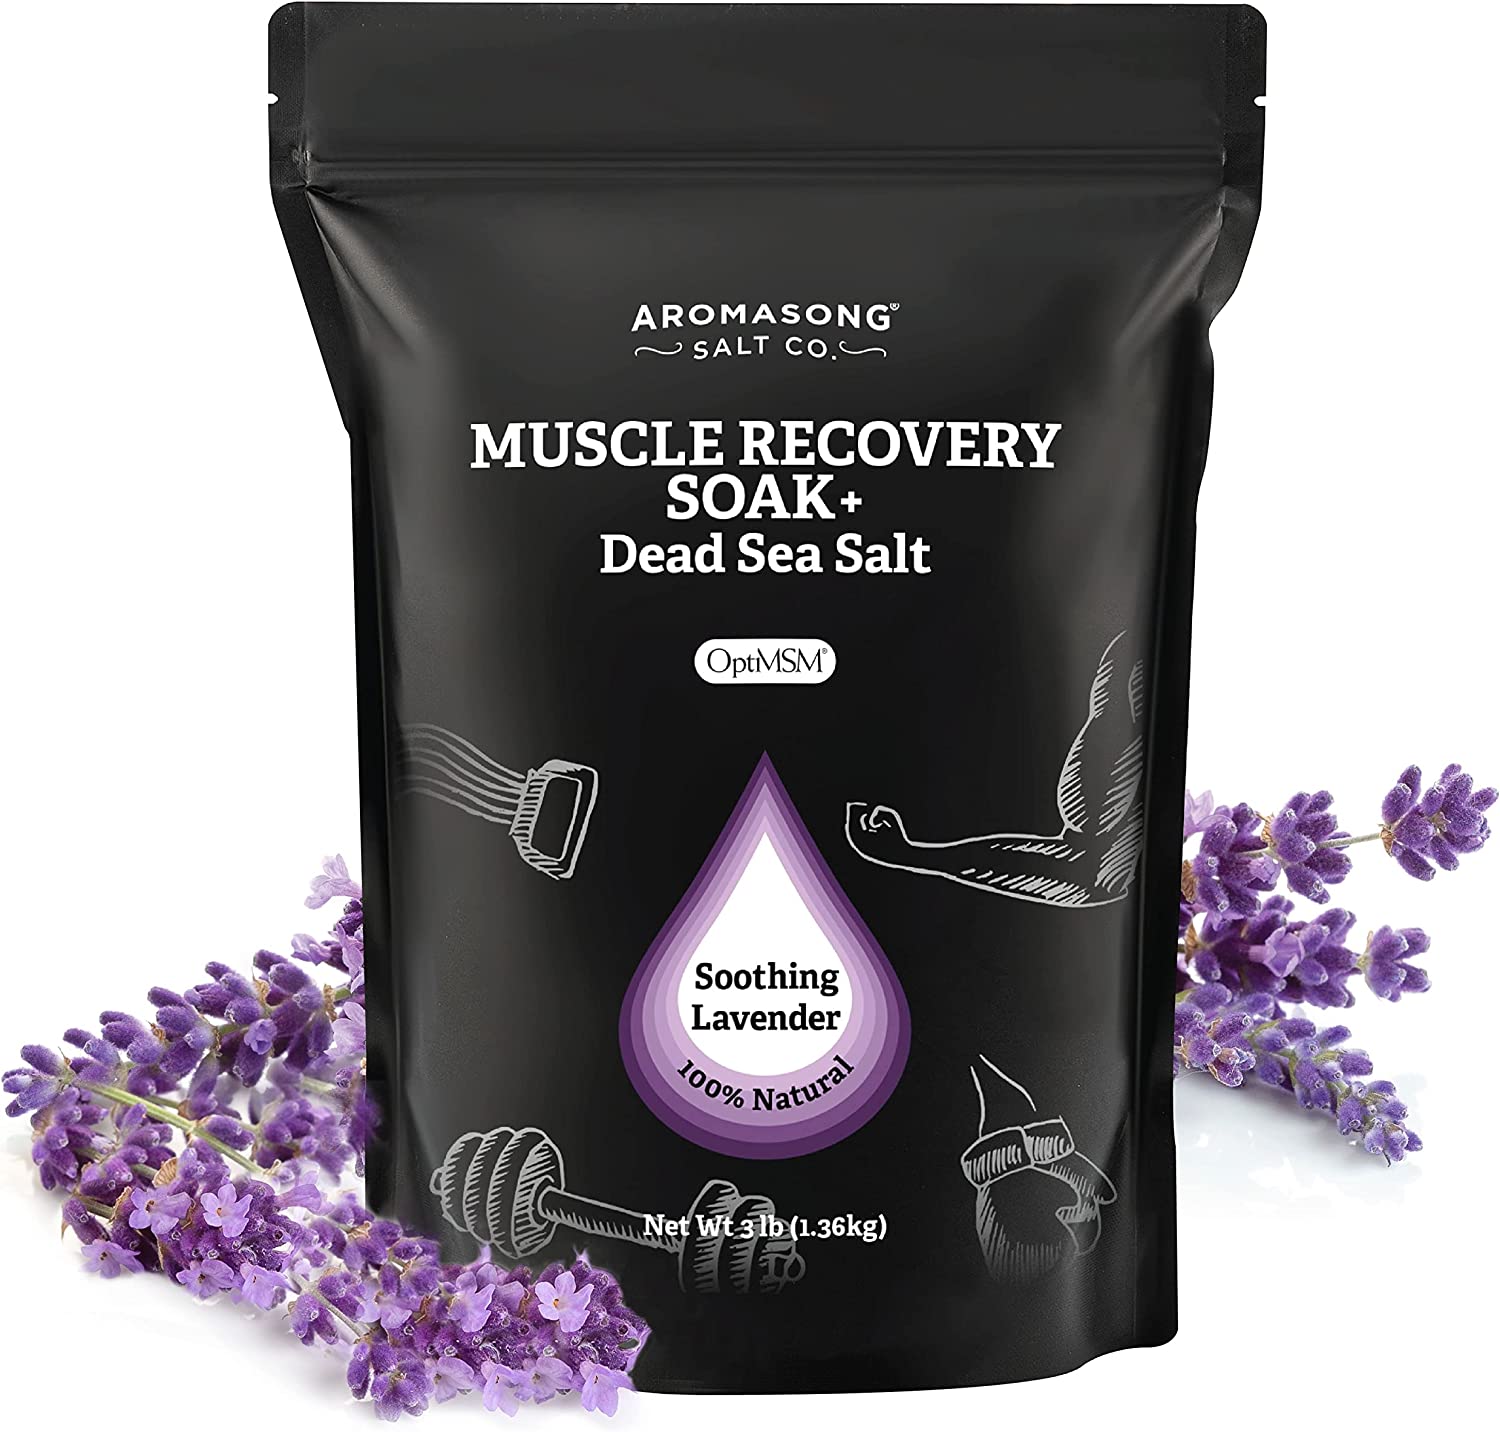 AROMASONG®
SALT CO.
MUSCLE RECOVERY
SOAK+
Dead Sea Salt
OptiMSM®
Soothing
Lavender
100% Natural
Net Wt 3 lb (1.36kg)